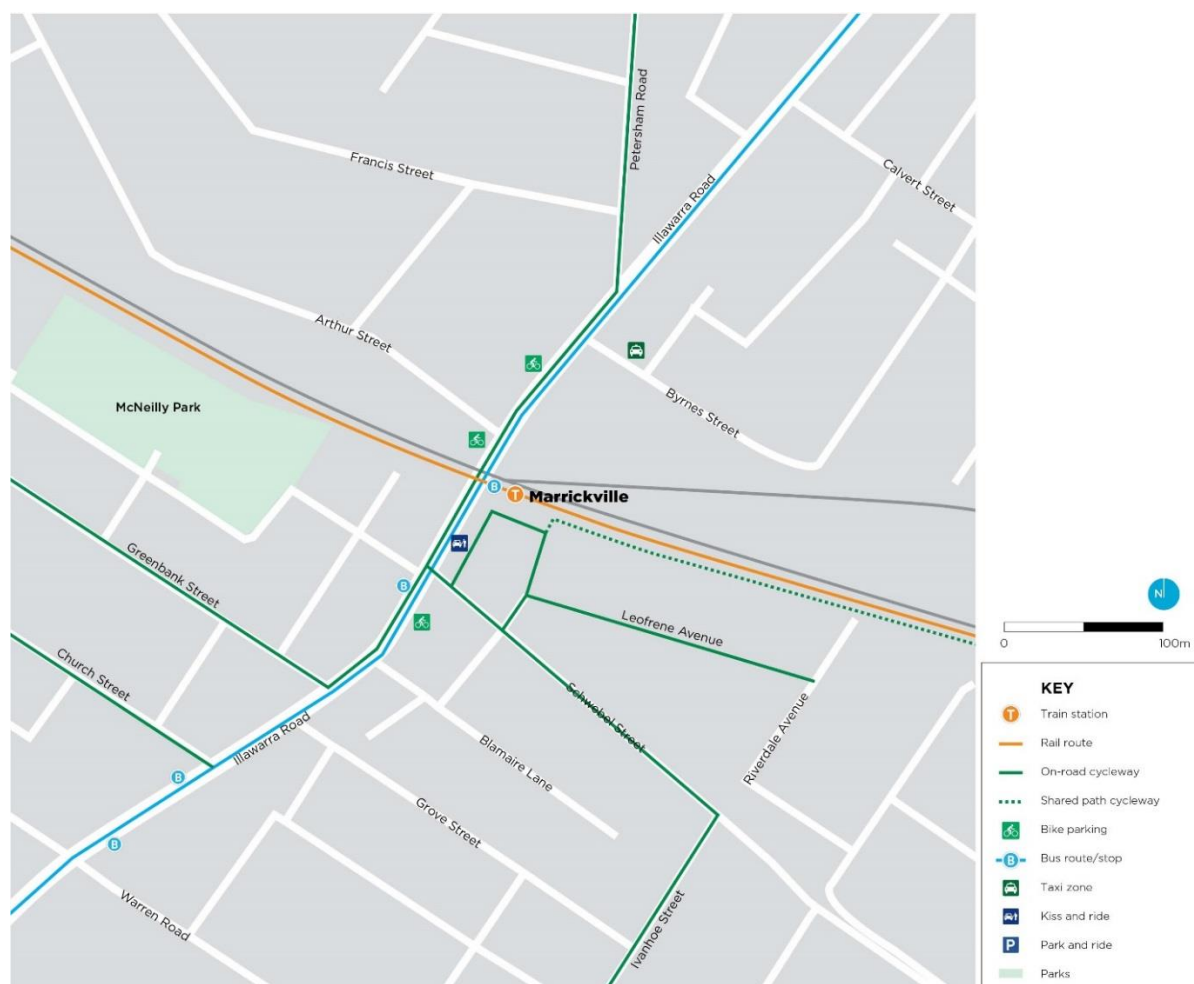 Petersham Road
Francis Street
Illawarra Road
Calvert Street
Arthur Street
Byrnes Street
McNeilly Park
B
T
Marrickville
Greenbank Street
B
Leofrene Avenue
Church Street
Schwebel Street
Riverdale Avenue
Illawarra Road
Blamaire Lane
B
Grove Street
B
Warren Road
Ivanhoe Street
N
0 100m
KEY
T Train station
Rail route
On-road cycleway
Shared path cycleway
Bike parking
B Bus route/stop
Taxi zone
Kiss and ride
P Park and ride
Parks